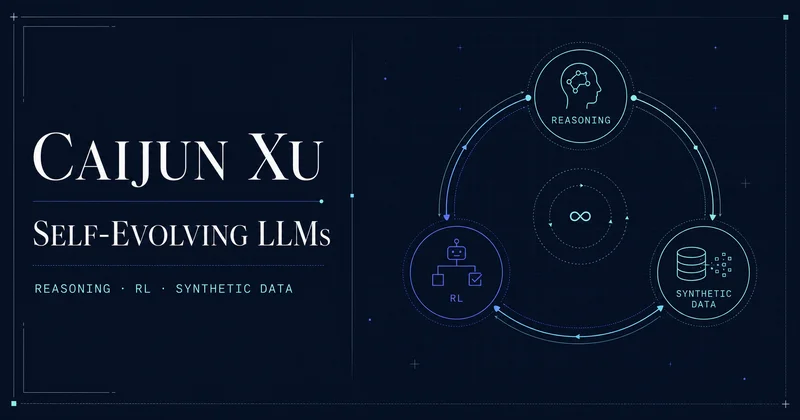 CAIJUN XU
SELF-EVOLVING LLMs
REASONING · RL · SYNTHETIC DATA
REASONING
RL
SYNTHETIC
DATA